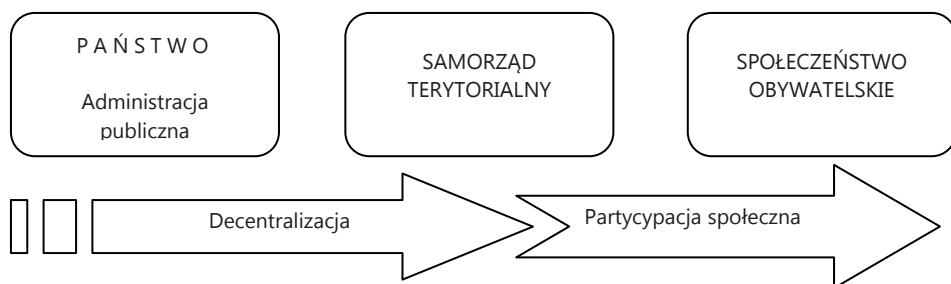 P A Ń S T W O
Administracja
publiczna
SAMORZĄD
TERYTORIALNY
SPOŁECZEŃSTWO
OBYWATELSKIE
Decentralizacja
Partycypacja społeczna